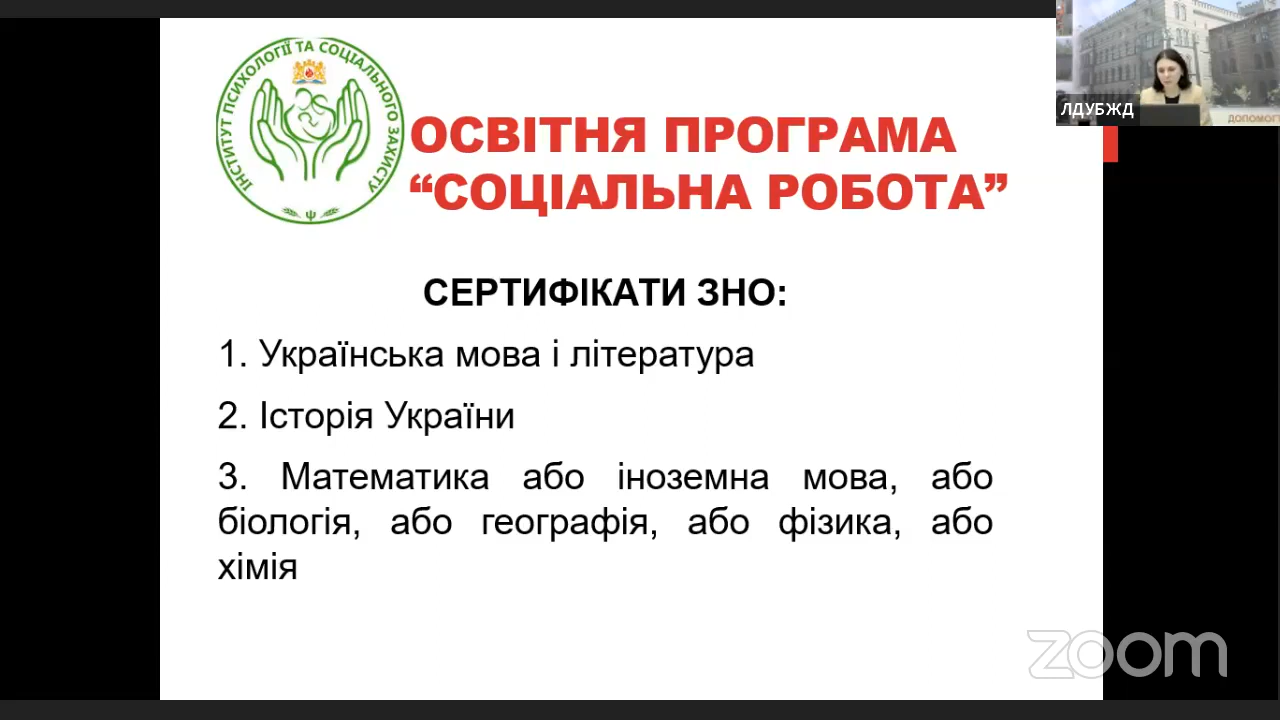 ІНСТИТУТ ПСИХОЛОГІЇ ТА СОЦІАЛЬНОГО ЗАХИСТУ
ОСВІТНЯ ПРОГРАМА
“СОЦІАЛЬНА РОБОТА”
ЛДУБЖД
ДОПОМОГ
СЕРТИФІКАТИ ЗНО:
1. Українська мова і література
2. Історія України
3. Математика або іноземна мова, або
біологія, або географія, або фізика, або
хімія
zoom